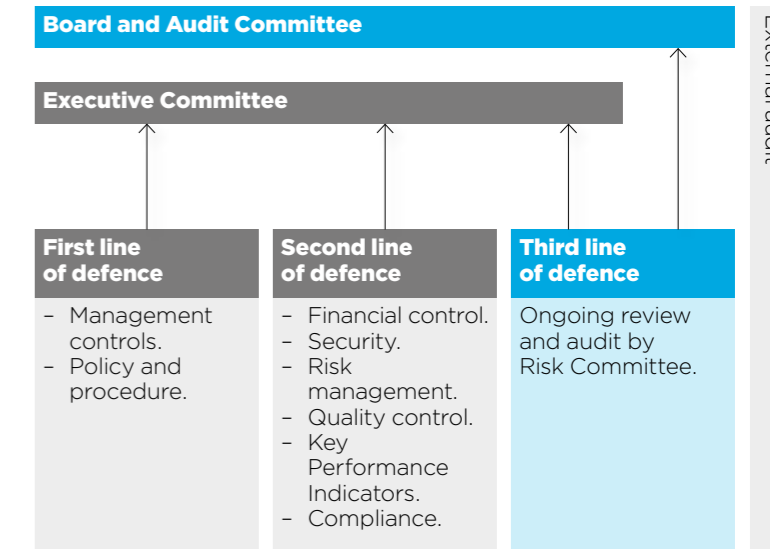 Board and Audit Committee
Executive Committee
First line
of defence
– Management
controls.
– Policy and
procedure.
Second line
of defence
– Financial control.
– Security.
– Risk
management.
– Quality control.
– Key
Performance
Indicators.
– Compliance.
Third line
of defence
Ongoing review
and audit by
Risk Committee.
External audit